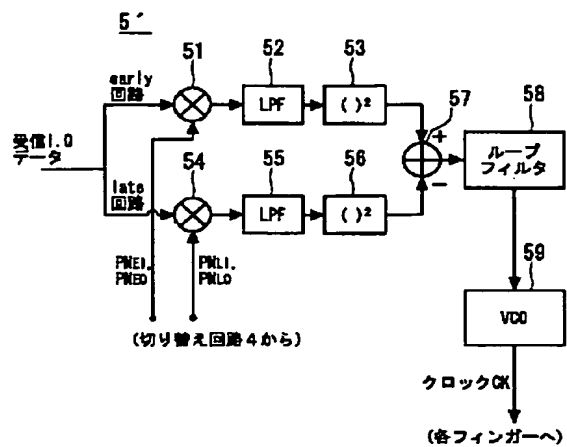 5´
51
52
53
early
回路
LPF
( )²
57
58
+
受信I.Q
データ
54
55
56
ループ
フィルタ
−
late
回路
LPF
( )²
PNEI.
PNEQ
PNLI.
PNLQ
59
VCO
(切り替え回路4から)
クロックCK
(各フィンガーへ)